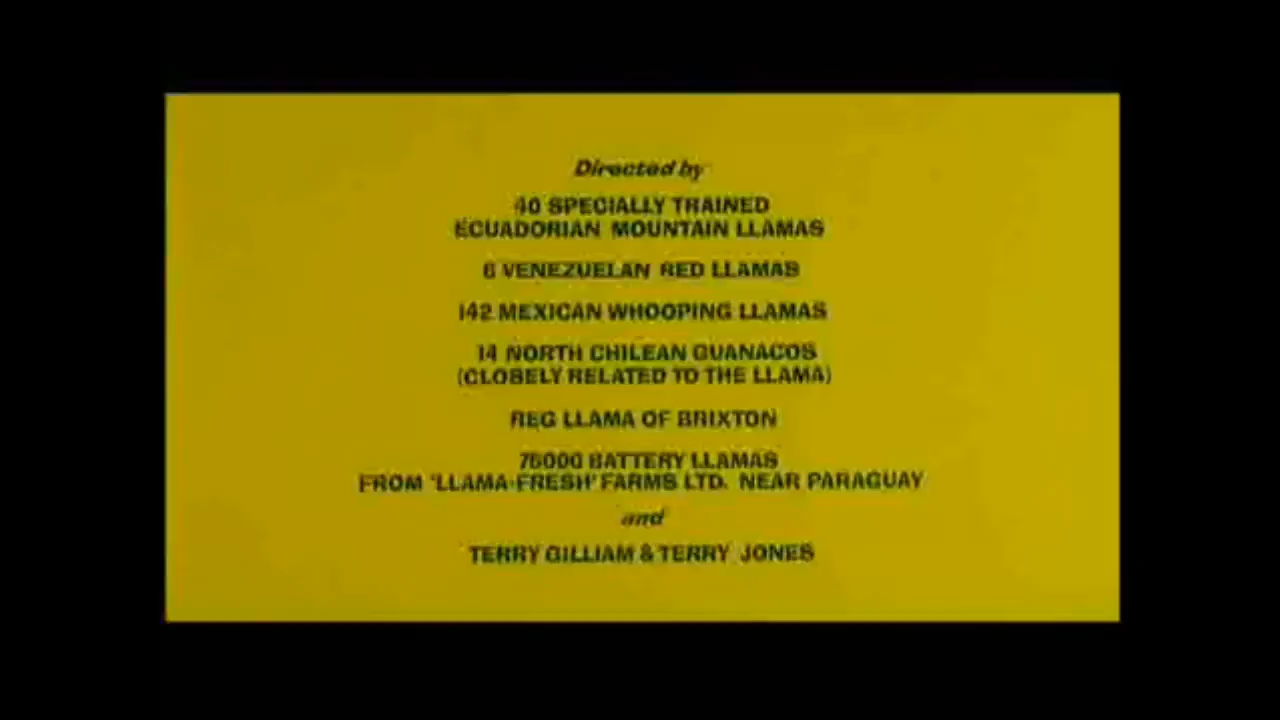 Directed by
40 SPECIALLY TRAINED
ECUADORIAN MOUNTAIN LLAMAS
6 VENEZUELAN RED LLAMAS
142 MEXICAN WHOOPING LLAMAS
14 NORTH CHILEAN GUANACOS
(CLOSELY RELATED TO THE LLAMA)
REG LLAMA OF BRIXTON
76000 BATTERY LLAMAS
FROM 'LLAMA-FRESH' FARMS LTD. NEAR PARAGUAY
and
TERRY GILLIAM & TERRY JONES